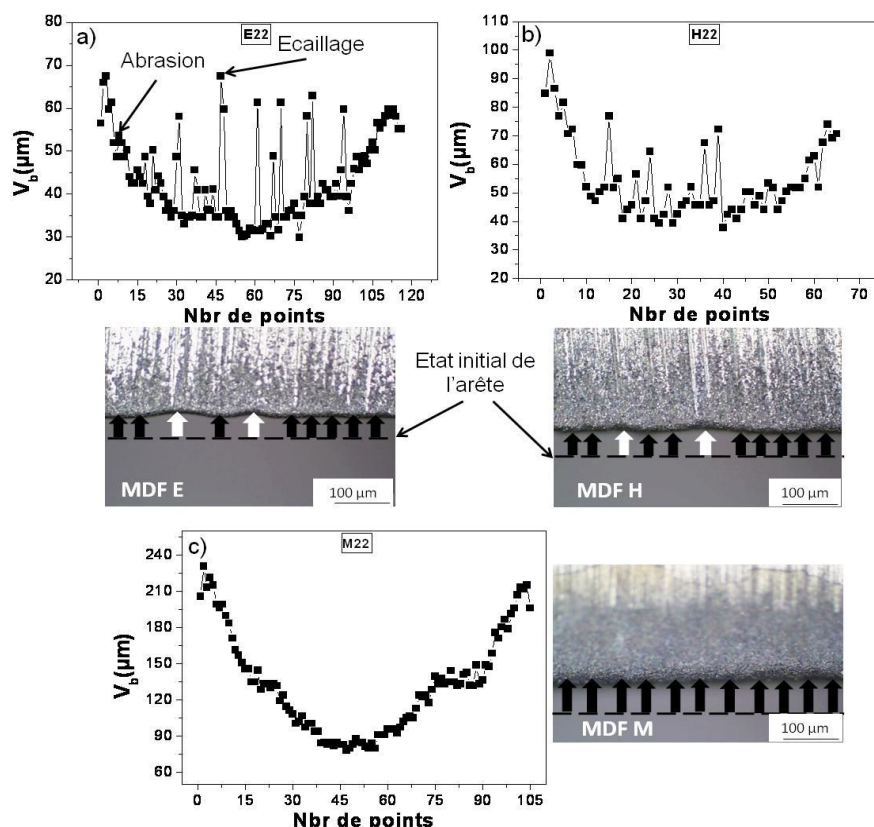 a)
E22
Ecaillage
Abrasion
V_b(µm)
80
70
60
50
40
30
20
0 15 30 45 60 75 90 105 120
Nbr de points
b)
H22
V_b(µm)
110
100
90
80
70
60
50
40
30
20
0 10 20 30 40 50 60 70
Nbr de points
Etat initial de
l'arête
MDF E
100 µm
MDF H
100 µm
c)
M22
V_b(µm)
240
210
180
150
120
90
60
0 15 30 45 60 75 90 105
Nbr de points
MDF M
100 µm